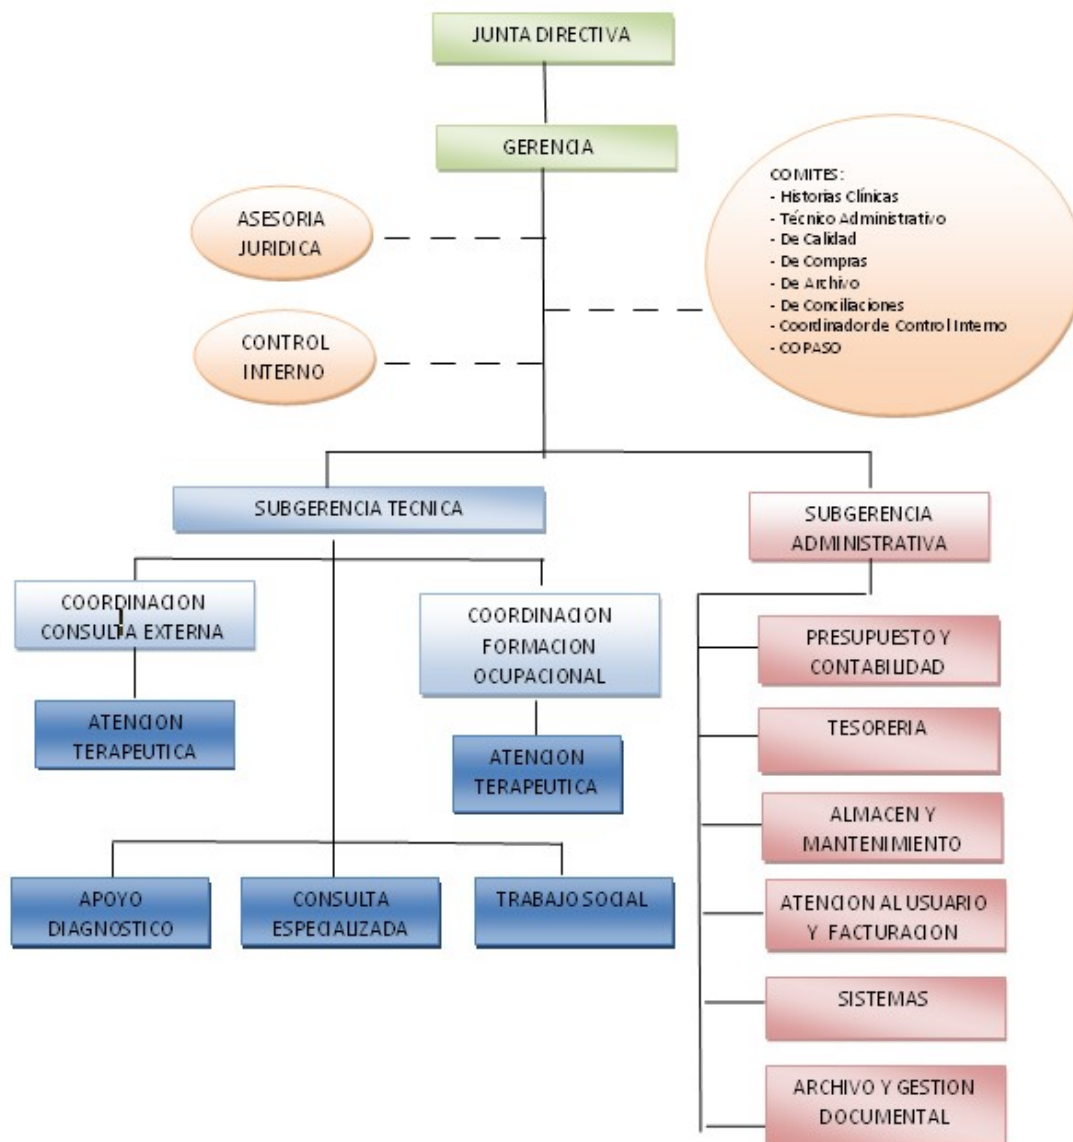 JUNTA DIRECTIVA
GERENCIA
COMITES:
- Historias Clínicas
- Técnico Administrativo
- De Calidad
- De Compras
- De Archivo
- De Conciliaciones
- Coordinador de Control Interno
- COPASO
ASESORIA
JURIDICA
CONTROL
INTERNO
SUBGERENCIA TECNICA
SUBGERENCIA
ADMINISTRATIVA
COORDINACION
CONSULTA EXTERNA
COORDINACION
FORMACION
OCUPACIONAL
ATENCION
TERAPEUTICA
ATENCION
TERAPEUTICA
APOYO
DIAGNOSTICO
CONSULTA
ESPECIALIZADA
TRABAJO SOCIAL
PRESUPUESTO Y
CONTABILIDAD
TESORERIA
ALMACEN Y
MANTENIMIENTO
ATENCION AL USUARIO
Y FACTURACION
SISTEMAS
ARCHIVO Y GESTION
DOCUMENTAL